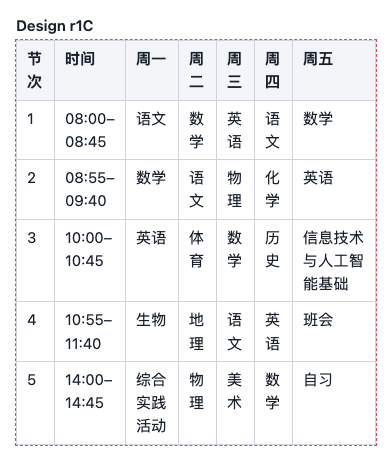 Design r1C
节次 时间 周一 周二 周三 周四 周五
1 08:00–08:45 语文 数学 英语 语文 数学
2 08:55–09:40 数学 语文 物理 化学 英语
3 10:00–10:45 英语 体育 数学 历史 信息技术与人工智能基础
4 10:55–11:40 生物 地理 语文 英语 班会
5 14:00–14:45 综合实践活动 物理 美术 数学 自习